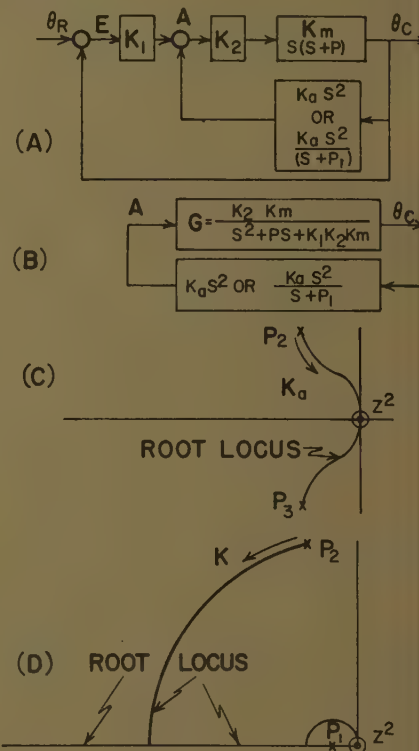 θR E K1 A K2 Km
S(S+P) θC
Ka S²
OR
Ka S²
(S+P1)
(A)
A G = K2 Km
S²+PS+K1K2Km θC
(B)
KaS² OR Ka S²
S+P1
P2
(C)
Ka
Z²
ROOT LOCUS
P3
K P2
(D) ROOT LOCUS
P1 Z²